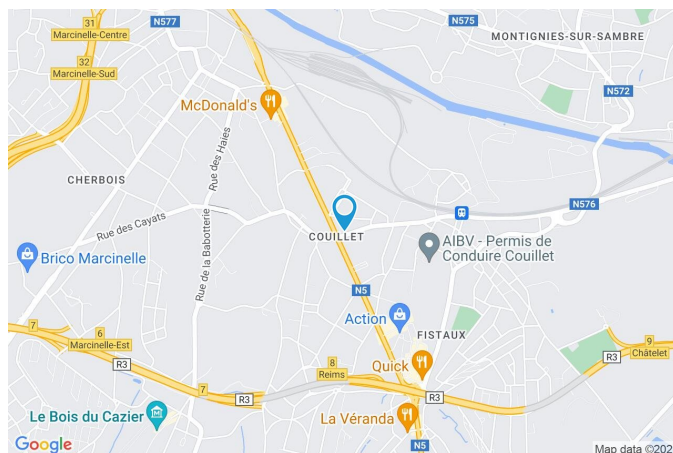 31
Marcinelle-Centre
N577
N575
MONTIGNIES-SUR-SAMBRE
32
Marcinelle-Sud
N572
McDonald's
Rue des Haies
CHERBOIS
Rue de la Babotterie
Rue des Cayats
N576
COUILLET
AIBV - Permis de
Conduire Couillet
Brico Marcinelle
N5
Action
FISTAUX
7
6
Marcinelle-Est
R3
8
Reims
9
Châtelet
R3
Quick
7
R3
R3
Le Bois du Cazier
La Véranda
N5
Google
Map data ©202